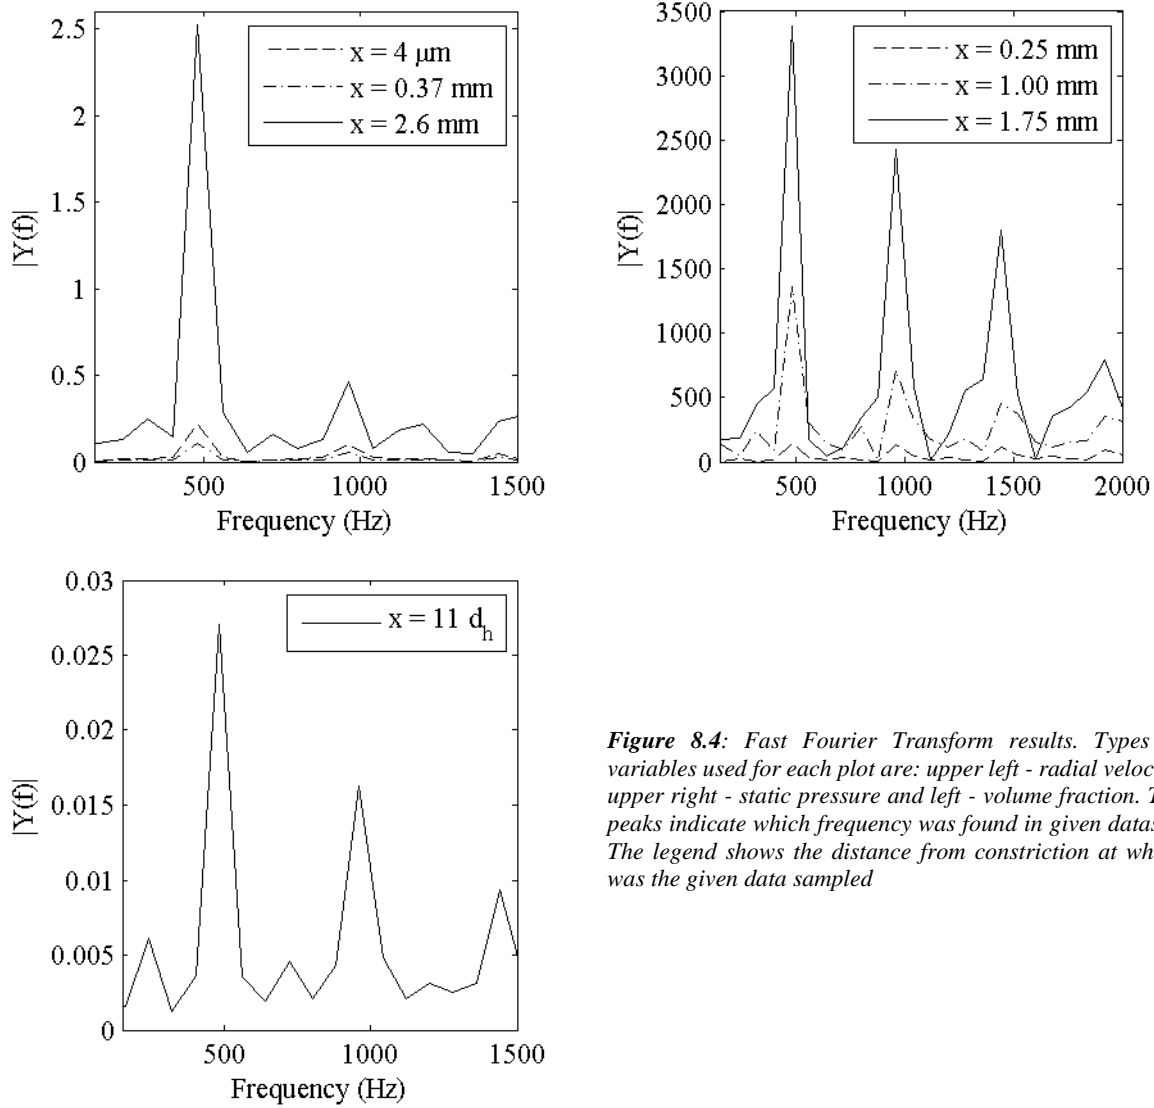 2.5
2
1.5
1
0.5
0
|Y(f)|
500 1000 1500
Frequency (Hz)
x = 4 μm
x = 0.37 mm
x = 2.6 mm
3500
3000
2500
2000
1500
1000
500
0
|Y(f)|
500 1000 1500 2000
Frequency (Hz)
x = 0.25 mm
x = 1.00 mm
x = 1.75 mm
0.03
0.025
0.02
0.015
0.01
0.005
0
|Y(f)|
500 1000 1500
Frequency (Hz)
x = 11 d_h
Figure 8.4: Fast Fourier Transform results. Types
variables used for each plot are: upper left - radial veloc
upper right - static pressure and left - volume fraction. T
peaks indicate which frequency was found in given datas
The legend shows the distance from constriction at wh
was the given data sampled